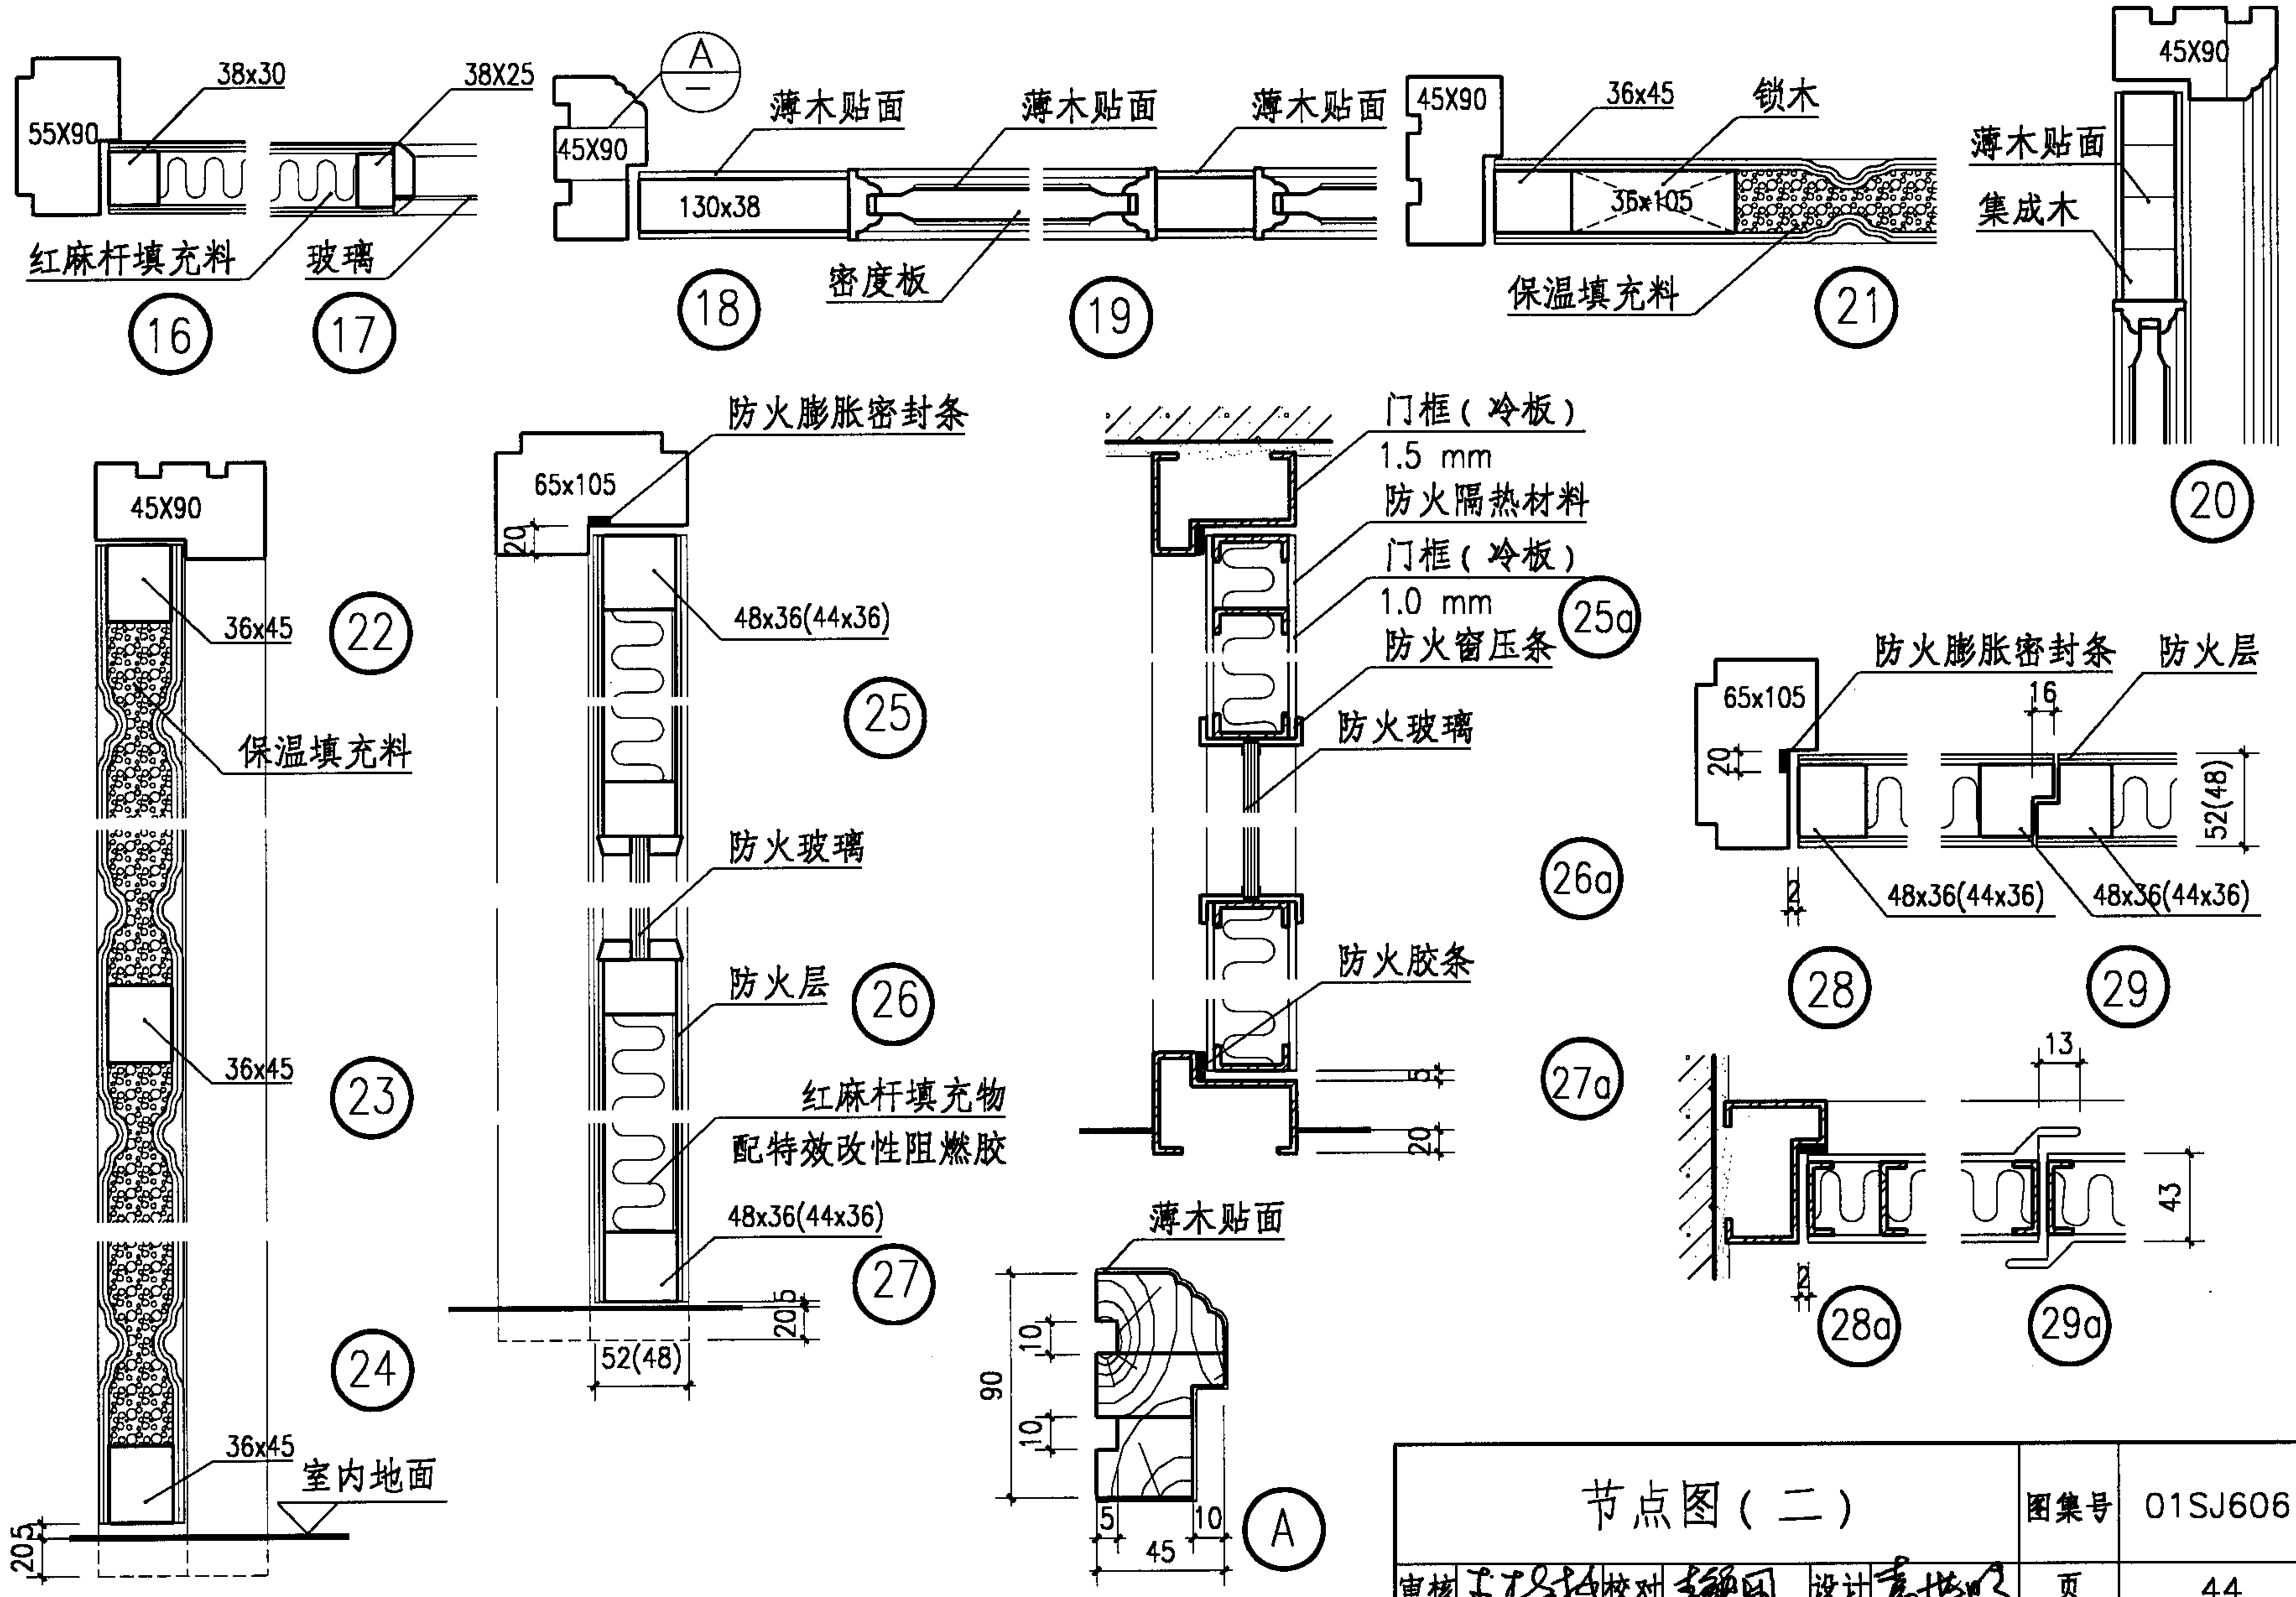 55X90
38x30
38X25
红麻杆填充料
玻璃
16
17
A
45X90
薄木贴面
薄木贴面
薄木贴面
130x38
密度板
18
19
45X90
36x45
锁木
36x105
保温填充料
21
45X90
薄木贴面
集成木
20
45X90
36x45
22
保温填充料
36x45
23
24
36x45
室内地面
5
20
防火膨胀密封条
65x105
20
48x36(44x36)
25
防火玻璃
防火层
26
红麻杆填充物
配特效改性阻燃胶
48x36(44x36)
27
5
20
52(48)
门框(冷板)
1.5 mm
防火隔热材料
门框(冷板)
1.0 mm
25a
防火窗压条
防火玻璃
26a
防火胶条
27a
5
20
防火膨胀密封条
防火层
65x105
16
20
52(48)
2
48x36(44x36)
48x36(44x36)
28
29
13
43
2
28a
29a
薄木贴面
90
10
10
5
10
45
A
节点图(二)
图集号
01SJ606
审核
校对
设计
页
44